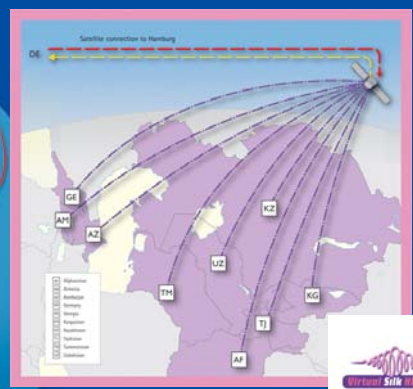 Satellite connection to Hamburg
DE
GE
AM
AZ
KZ
UZ
TM
KG
TJ
AF
Afghanistan
Armenia
Azerbaijan
Germany
Georgia
Kyrgyzstan
Kazakhstan
Tajikistan
Turkmenistan
Uzbekistan
Virtual Silk